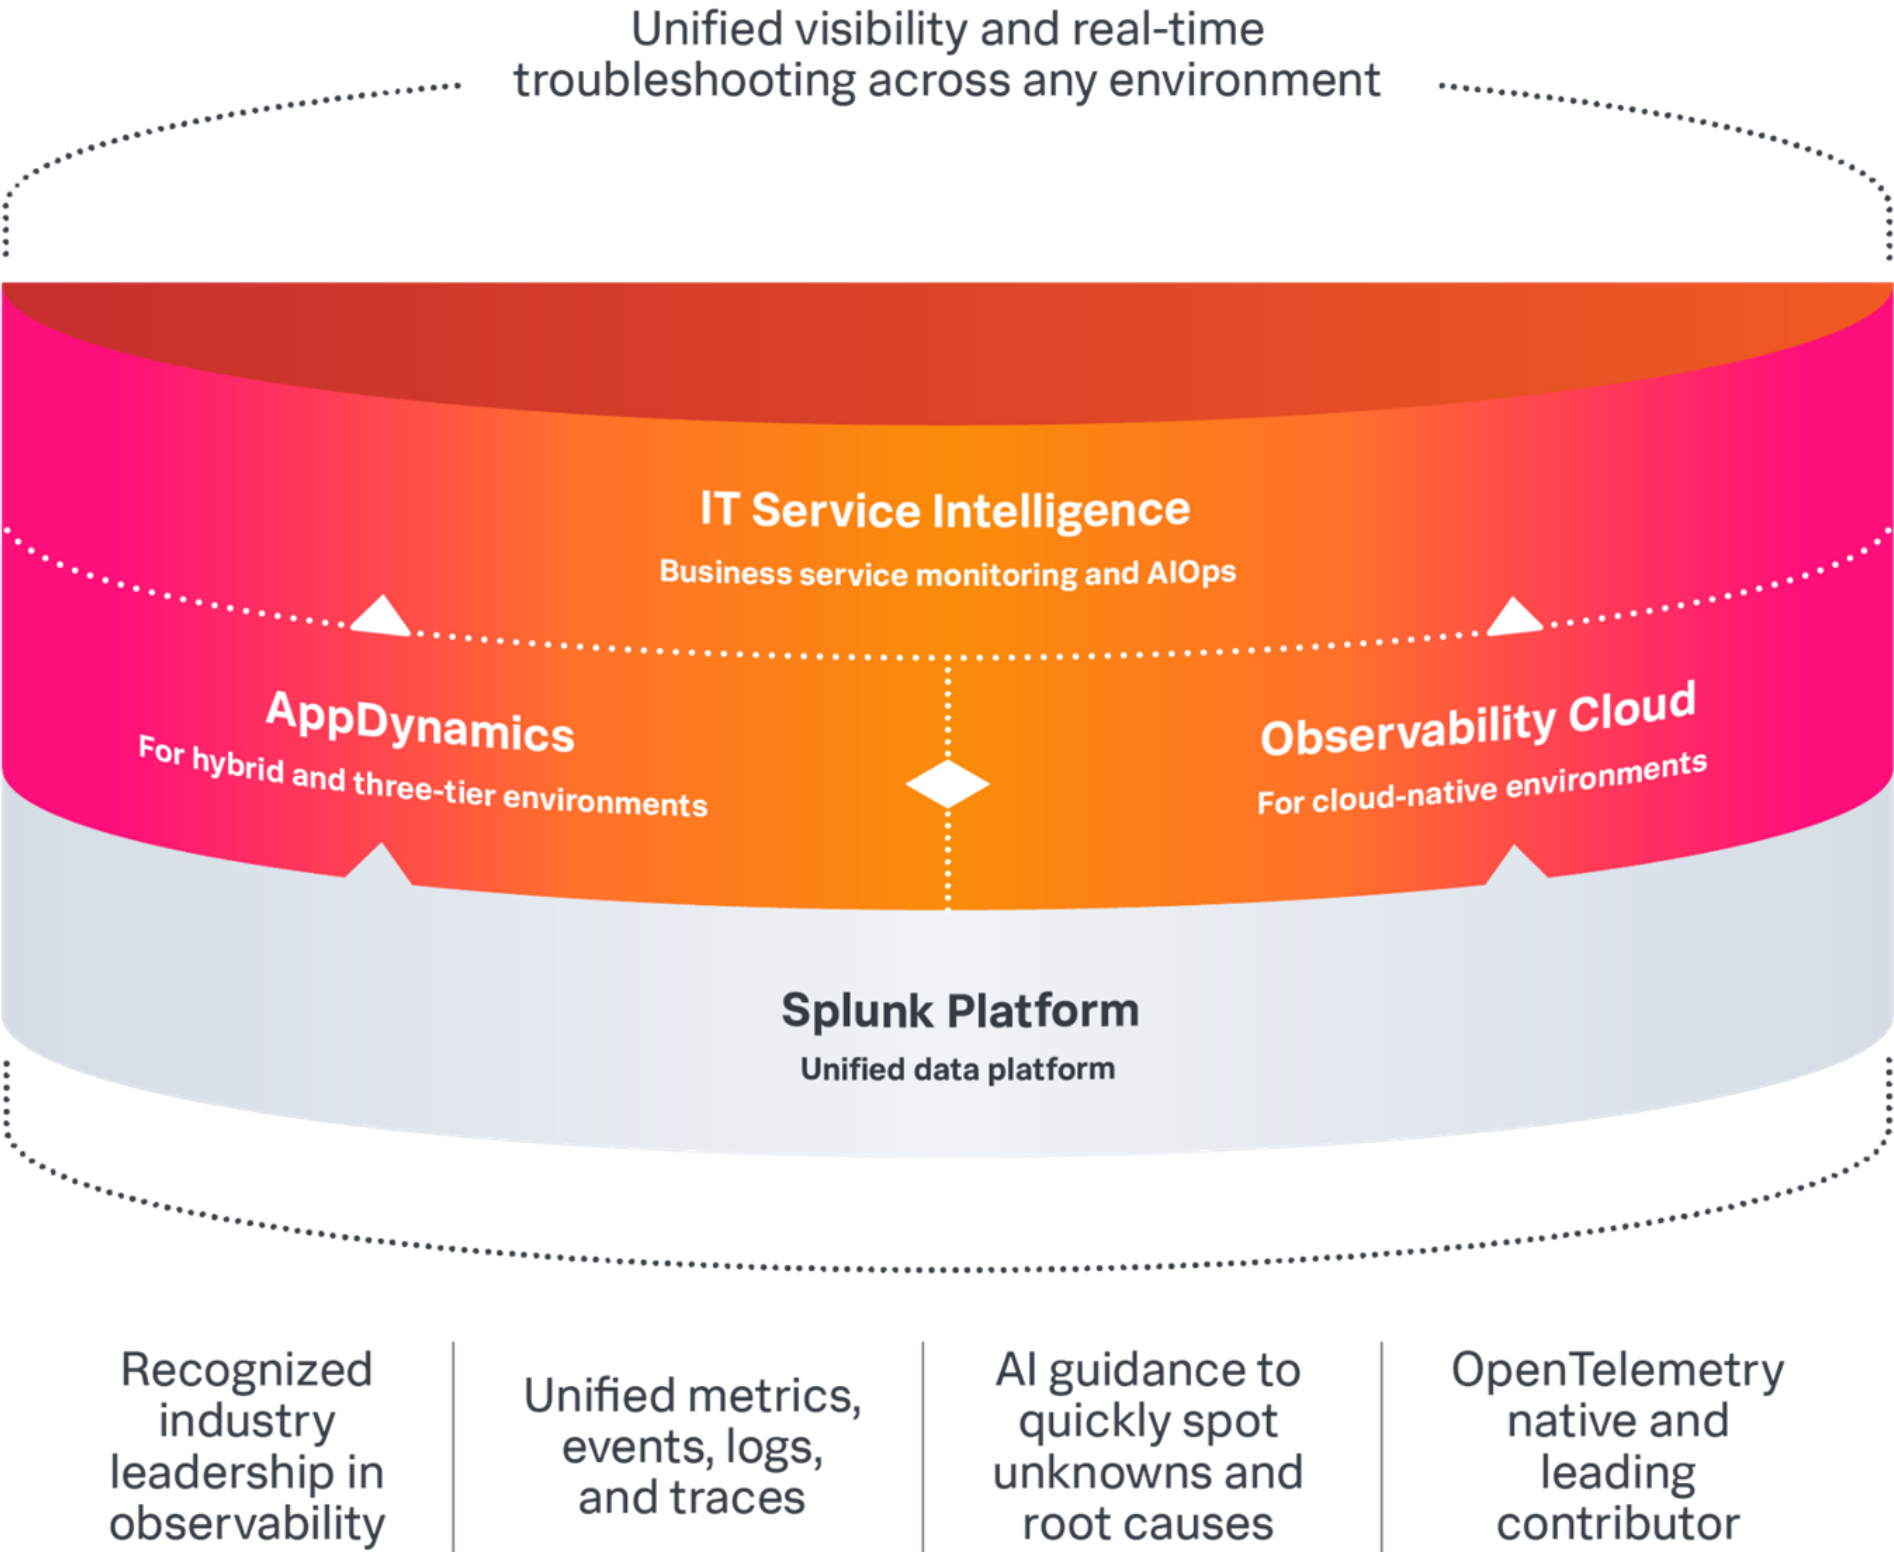 Unified visibility and real-time
troubleshooting across any environment
IT Service Intelligence
Business service monitoring and AIOps
AppDynamics
For hybrid and three-tier environments
Observability Cloud
For cloud-native environments
Splunk Platform
Unified data platform
Recognized
industry
leadership in
observability
Unified metrics,
events, logs,
and traces
AI guidance to
quickly spot
unknowns and
root causes
OpenTelemetry
native and
leading
contributor